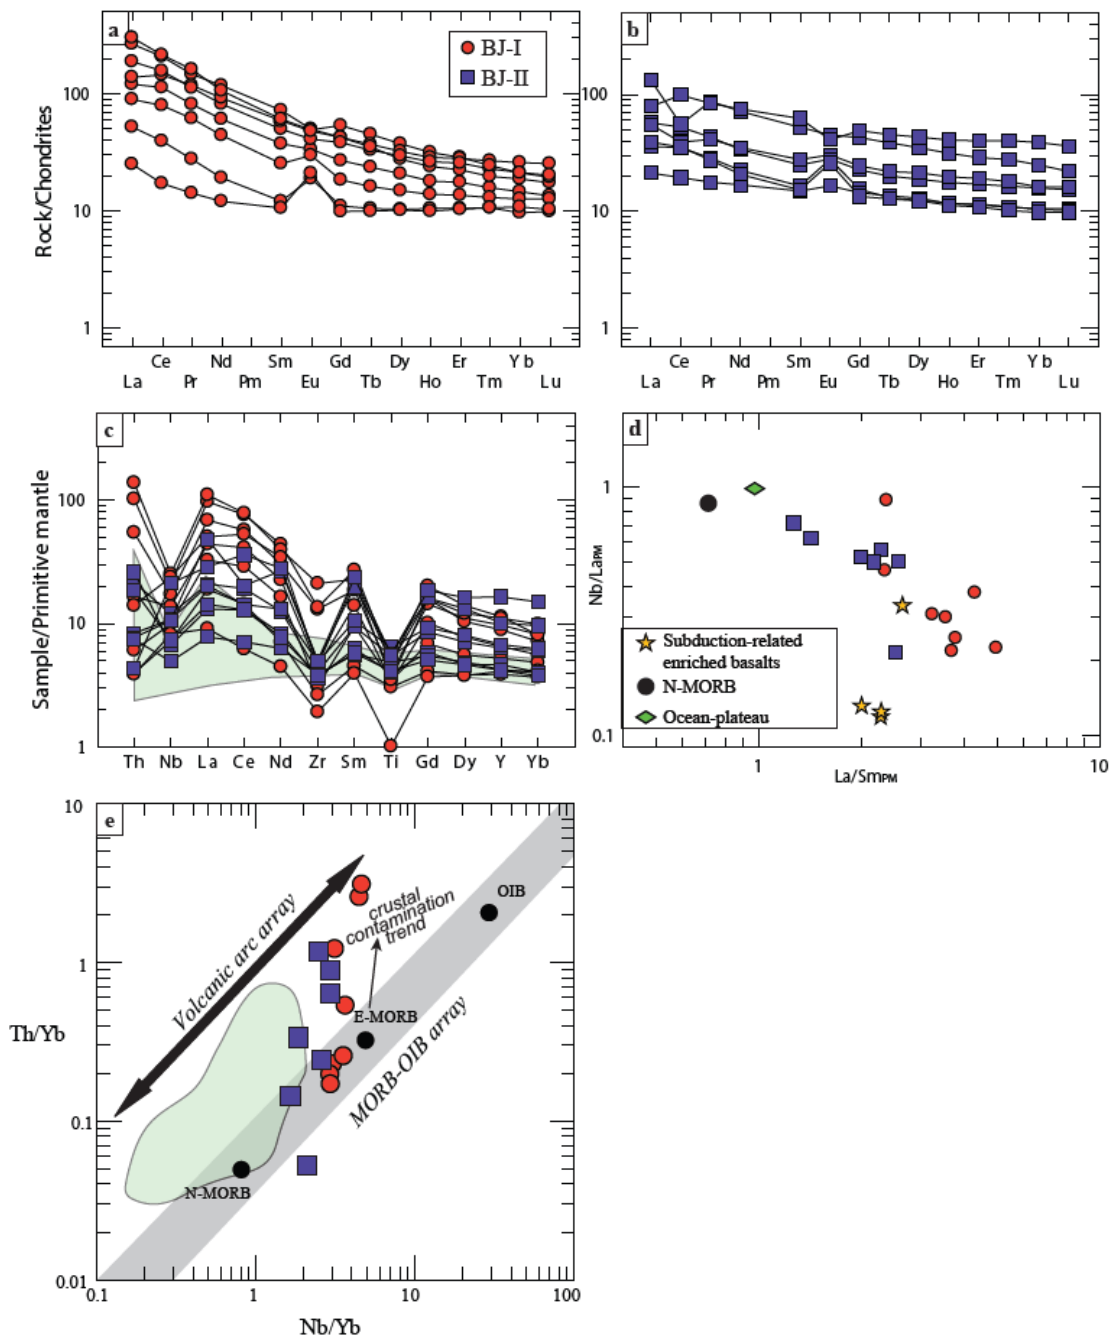 a
BJ-I
BJ-II
100
10
1
Rock/Chondrites
Ce Nd Sm Gd Dy Er Yb
La Pr Pm Eu Tb Ho Tm Lu
b
100
10
1
Ce Nd Sm Gd Dy Er Yb
La Pr Pm Eu Tb Ho Tm Lu
c
100
10
1
Sample/Primitive mantle
Th Nb La Ce Nd Zr Sm Ti Gd Dy Y Yb
d
1
0.1
Nb/LaPM
Subduction-related
enriched basalts
N-MORB
Ocean-plateau
1 10
La/SmPM
e
10
1
0.1
0.01
Th/Yb
Volcanic arc array
crustal
contamination
trend
OIB
E-MORB
MORB-OIB array
N-MORB
0.1 1 10 100
Nb/Yb